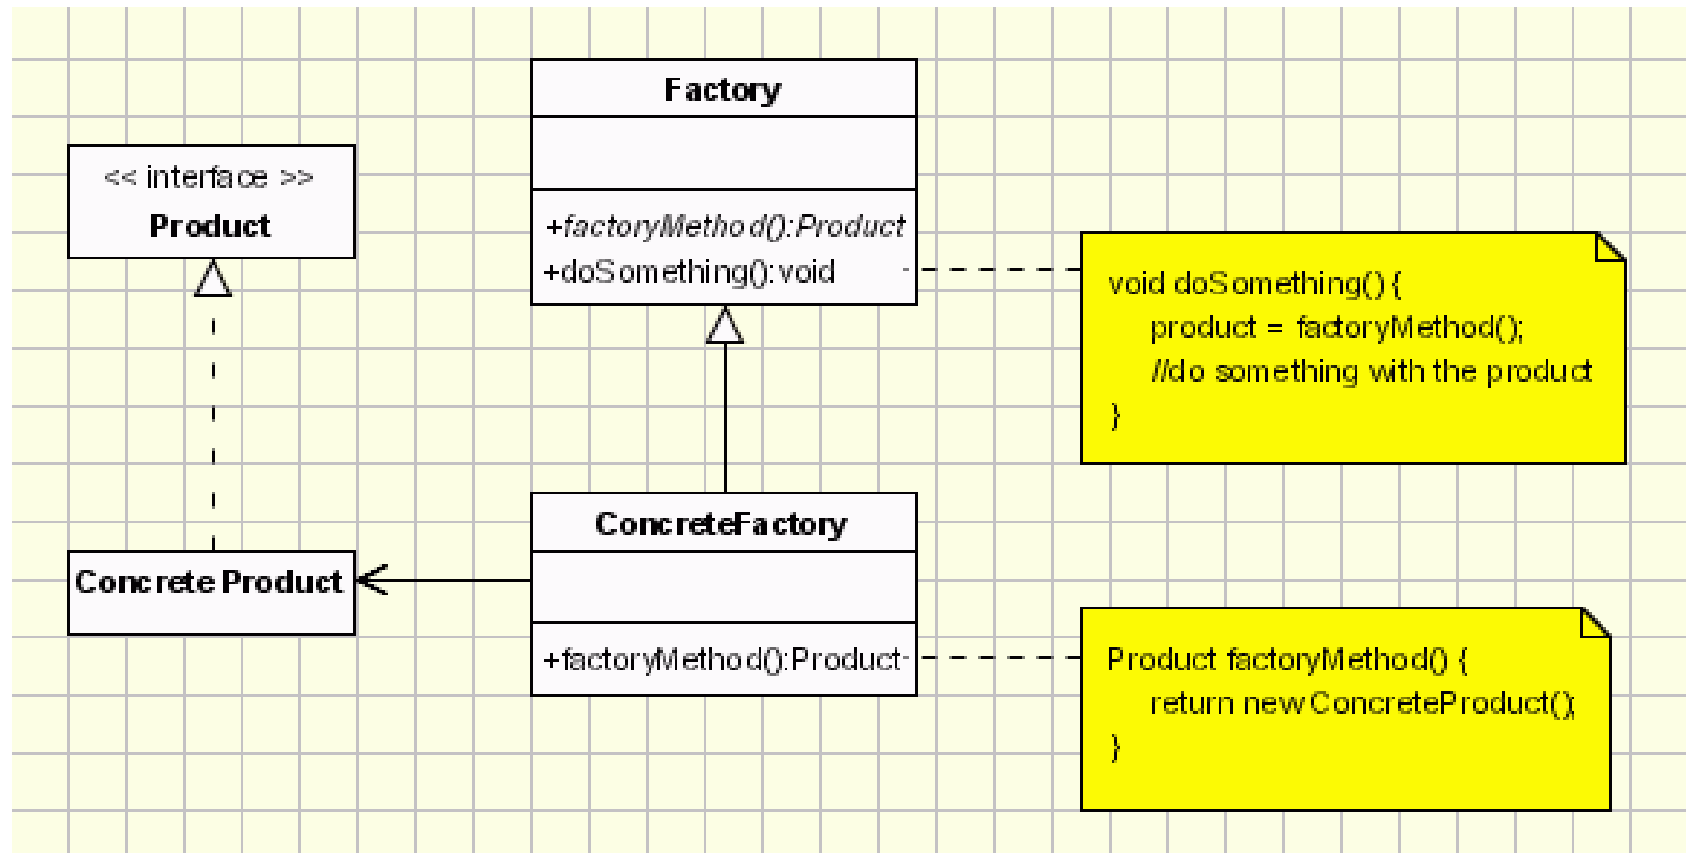 Factory
+factoryMethod():Product
+doSomething():void
<< interface >>
Product
void doSomething() {
product = factoryMethod();
//do something with the product
}
ConcreteFactory
+factoryMethod():Product
Concrete Product
Product factoryMethod() {
return new ConcreteProduct();
}